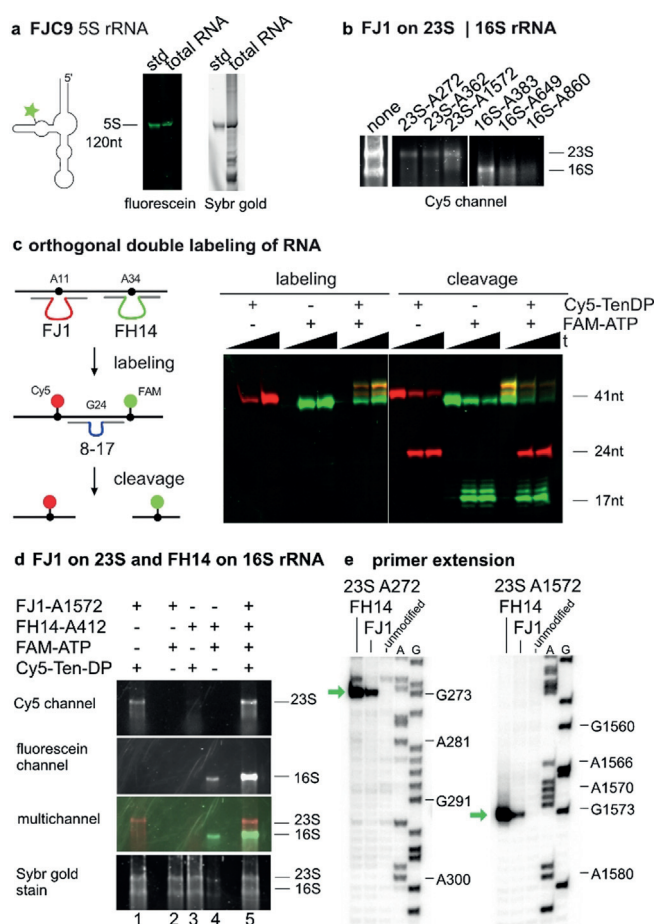 a FJC9 5S rRNA
5'
std
total RNA
std
total RNA
5S
120nt
fluorescein
Sybr gold
b FJ1 on 23S | 16S rRNA
none
23S-A272
23S-A362
23S-A1572
16S-A383
16S-A649
16S-A860
23S
16S
Cy5 channel
c orthogonal double labeling of RNA
A11 A34
FJ1 FH14
labeling
Cy5 FAM
G24
8-17
cleavage
labeling cleavage
+ - + + - + Cy5-TenDP
- + + - + + FAM-ATP
t
41nt
24nt
17nt
d FJ1 on 23S and FH14 on 16S rRNA
FJ1-A1572 + + - - +
FH14-A412 - - + + +
FAM-ATP - + - + +
Cy5-Ten-DP + - + - +
Cy5 channel
23S
fluorescein
channel
16S
multichannel
23S
16S
Sybr gold
stain
23S
16S
1 2 3 4 5
e primer extension
23S A272
FH14
FJ1
unmodified
A G
G273
A281
G291
A300
23S A1572
FH14
FJ1
unmodified
A G
G1560
A1566
A1570
G1573
A1580